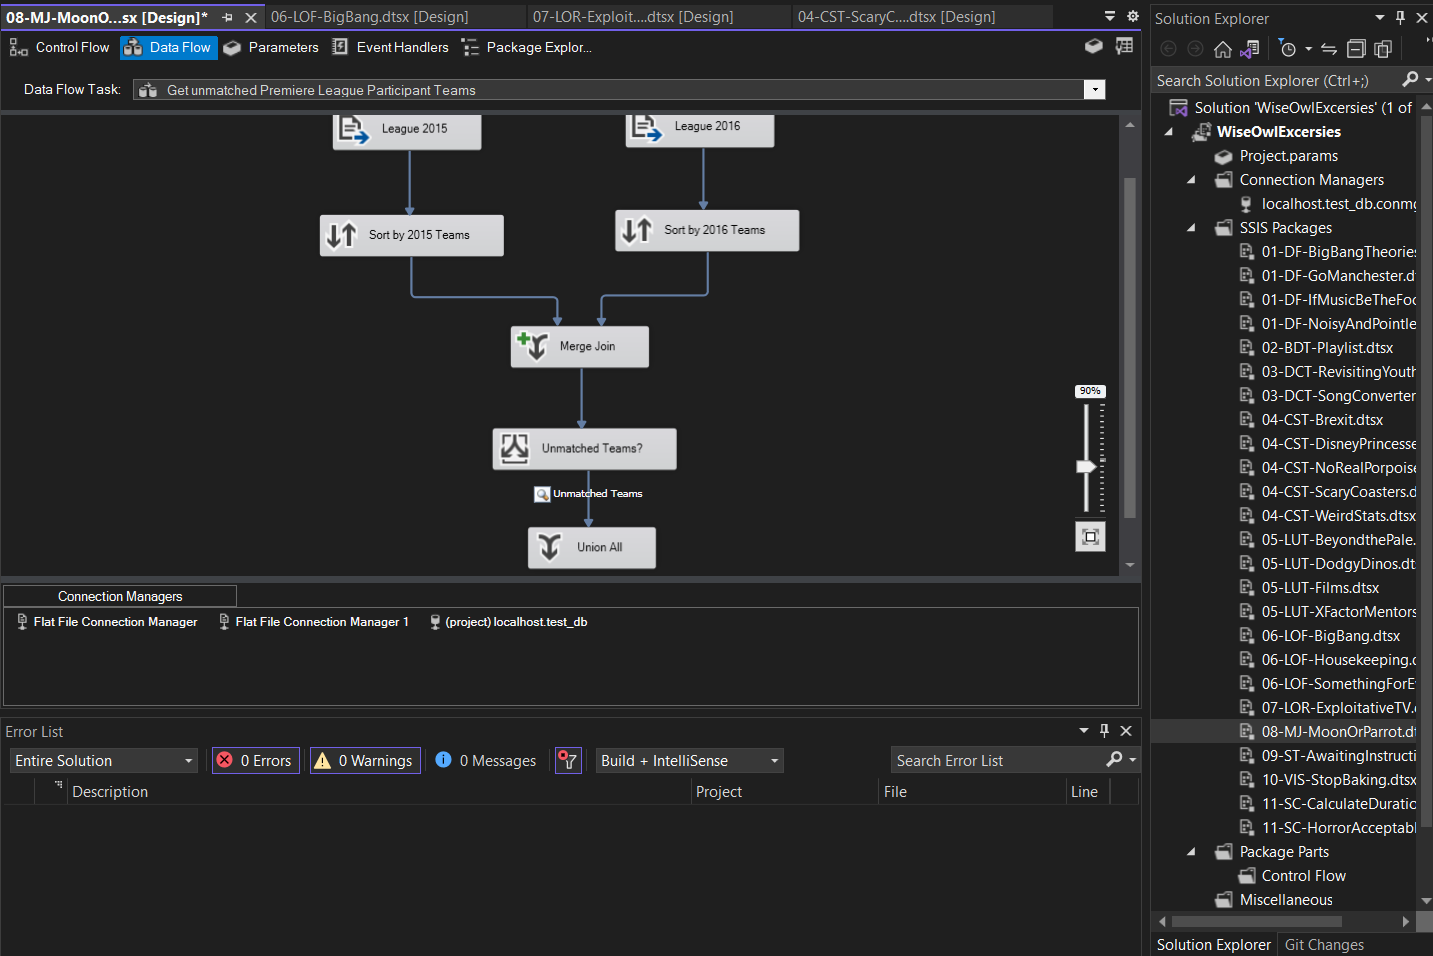 08-MJ-MoonO...sx [Design]*
06-LOF-BigBang.dtsx [Design]
07-LOR-Exploit....dtsx [Design]
04-CST-ScaryC....dtsx [Design]
Control Flow
Data Flow
Parameters
Event Handlers
Package Explor...
Data Flow Task:
Get unmatched Premiere League Participant Teams
League 2015
League 2016
Sort by 2015 Teams
Sort by 2016 Teams
Merge Join
Unmatched Teams?
Unmatched Teams
Union All
90%
Connection Managers
Flat File Connection Manager
Flat File Connection Manager 1
(project) localhost.test_db
Error List
Entire Solution
0 Errors
0 Warnings
0 Messages
Build + IntelliSense
Search Error List
Description
Project
File
Line
Solution Explorer
Search Solution Explorer (Ctrl+;)
Solution 'WiseOwlExcersies' (1 of
WiseOwlExcersies
Project.params
Connection Managers
localhost.test_db.conmg
SSIS Packages
01-DF-BigBangTheories
01-DF-GoManchester.dt
01-DF-IfMusicBeTheFoo
01-DF-NoisyAndPointle
02-BDT-Playlist.dtsx
03-DCT-RevisitingYouth
03-DCT-SongConverter
04-CST-Brexit.dtsx
04-CST-DisneyPrincesse
04-CST-NoRealPorpoise
04-CST-ScaryCoasters.d
04-CST-WeirdStats.dtsx
05-LUT-BeyondthePale.
05-LUT-DodgyDinos.dts
05-LUT-Films.dtsx
05-LUT-XFactorMentors
06-LOF-BigBang.dtsx
06-LOF-Housekeeping.d
06-LOF-SomethingForEv
07-LOR-ExploitativeTV.d
08-MJ-MoonOrParrot.dt
09-ST-AwaitingInstructi
10-VIS-StopBaking.dtsx
11-SC-CalculateDuratio
11-SC-HorrorAcceptabl
Package Parts
Control Flow
Miscellaneous
Solution Explorer
Git Changes